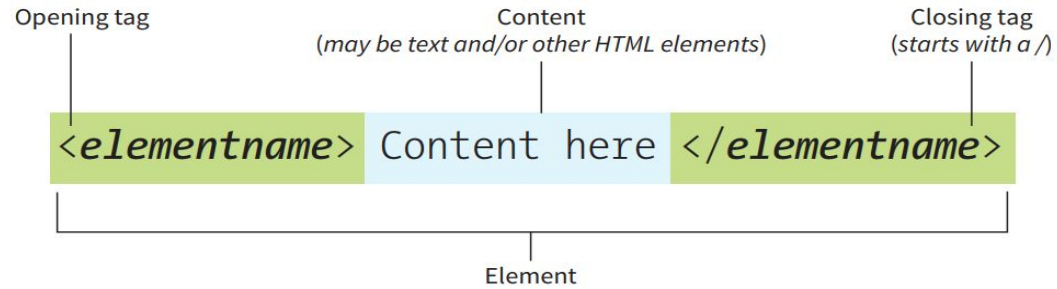 Opening tag
Content
(may be text and/or other HTML elements)
Closing tag
(starts with a /)
<elementname> Content here </elementname>
Element